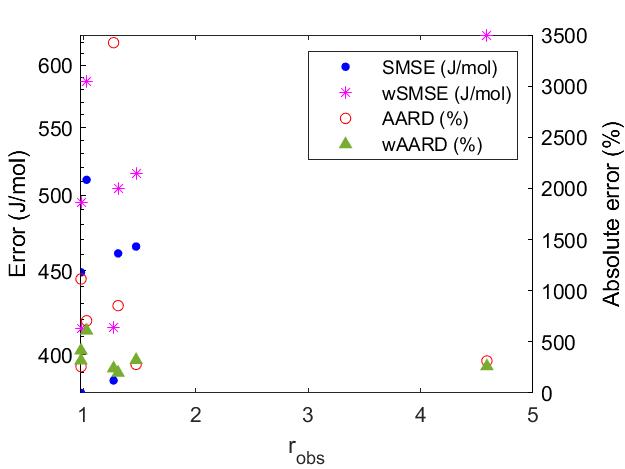 Error (J/mol)
600
550
500
450
400
SMSE (J/mol)
wSMSE (J/mol)
AARD (%)
wAARD (%)
3500
3000
2500
2000
1500
1000
500
0
Absolute error (%)
1 2 3 4 5
r_obs